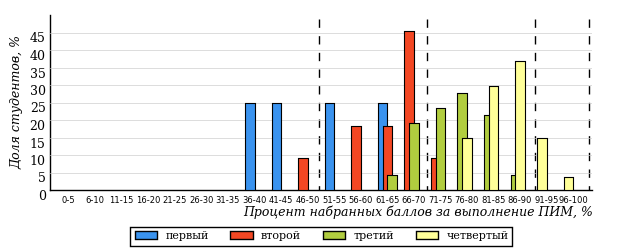 Доля студентов, %
45
40
35
30
25
20
15
10
5
0
0-5 6-10 11-15 16-20 21-25 26-30 31-35 36-40 41-45 46-50 51-55 56-60 61-65 66-70 71-75 76-80 81-85 86-90 91-95 96-100
Процент набранных баллов за выполнение ПИМ, %
первый второй третий четвертый